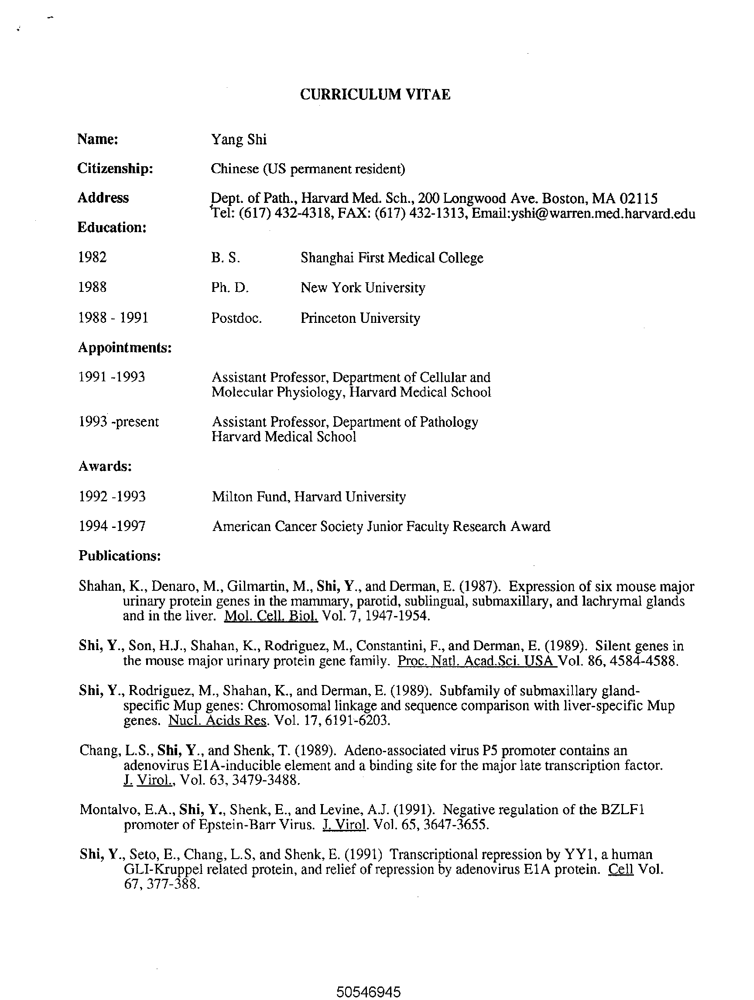 CURRICULUM VITAE
Name: Yang Shi
Citizenship: Chinese (US permanent resident)
Address Dept. of Path., Harvard Med. Sch., 200 Longwood Ave. Boston, MA 02115
Tel: (617) 432-4318, FAX: (617) 432-1313, Email:yshi@warren.med.harvard.edu
Education:
1982 B. S. Shanghai First Medical College
1988 Ph. D. New York University
1988 - 1991 Postdoc. Princeton University
Appointments:
1991 -1993 Assistant Professor, Department of Cellular and
Molecular Physiology, Harvard Medical School
1993 -present Assistant Professor, Department of Pathology
Harvard Medical School
Awards:
1992 -1993 Milton Fund, Harvard University
1994 -1997 American Cancer Society Junior Faculty Research Award
Publications:
Shahan, K., Denaro, M., Gilmartin, M., Shi, Y., and Derman, E. (1987). Expression of six mouse major
urinary protein genes in the mammary, parotid, sublingual, submaxillary, and lachrymal glands
and in the liver. Mol. Cell. Biol. Vol. 7, 1947-1954.
Shi, Y., Son, H.J., Shahan, K., Rodriguez, M., Constantini, F., and Derman, E. (1989). Silent genes in
the mouse major urinary protein gene family. Proc. Natl. Acad.Sci. USA Vol. 86, 4584-4588.
Shi, Y., Rodriguez, M., Shahan, K., and Derman, E. (1989). Subfamily of submaxillary gland-
specific Mup genes: Chromosomal linkage and sequence comparison with liver-specific Mup
genes. Nucl. Acids Res. Vol. 17, 6191-6203.
Chang, L.S., Shi, Y., and Shenk, T. (1989). Adeno-associated virus P5 promoter contains an
adenovirus E1A-inducible element and a binding site for the major late transcription factor.
J. Virol., Vol. 63, 3479-3488.
Montalvo, E.A., Shi, Y., Shenk, E., and Levine, A.J. (1991). Negative regulation of the BZLF1
promoter of Epstein-Barr Virus. J. Virol. Vol. 65, 3647-3655.
Shi, Y., Seto, E., Chang, L.S, and Shenk, E. (1991) Transcriptional repression by YY1, a human
GLI-Kruppel related protein, and relief of repression by adenovirus E1A protein. Cell Vol.
67, 377-388.
50546945